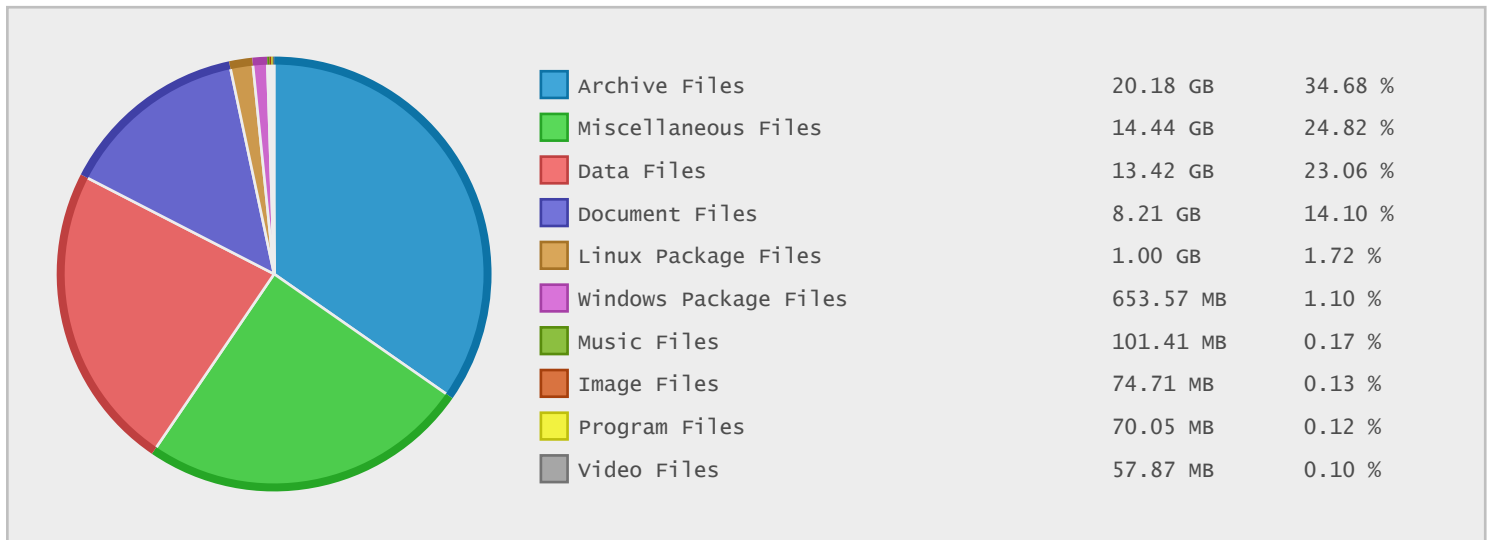 Archive Files 20.18 GB 34.68 %
Miscellaneous Files 14.44 GB 24.82 %
Data Files 13.42 GB 23.06 %
Document Files 8.21 GB 14.10 %
Linux Package Files 1.00 GB 1.72 %
Windows Package Files 653.57 MB 1.10 %
Music Files 101.41 MB 0.17 %
Image Files 74.71 MB 0.13 %
Program Files 70.05 MB 0.12 %
Video Files 57.87 MB 0.10 %